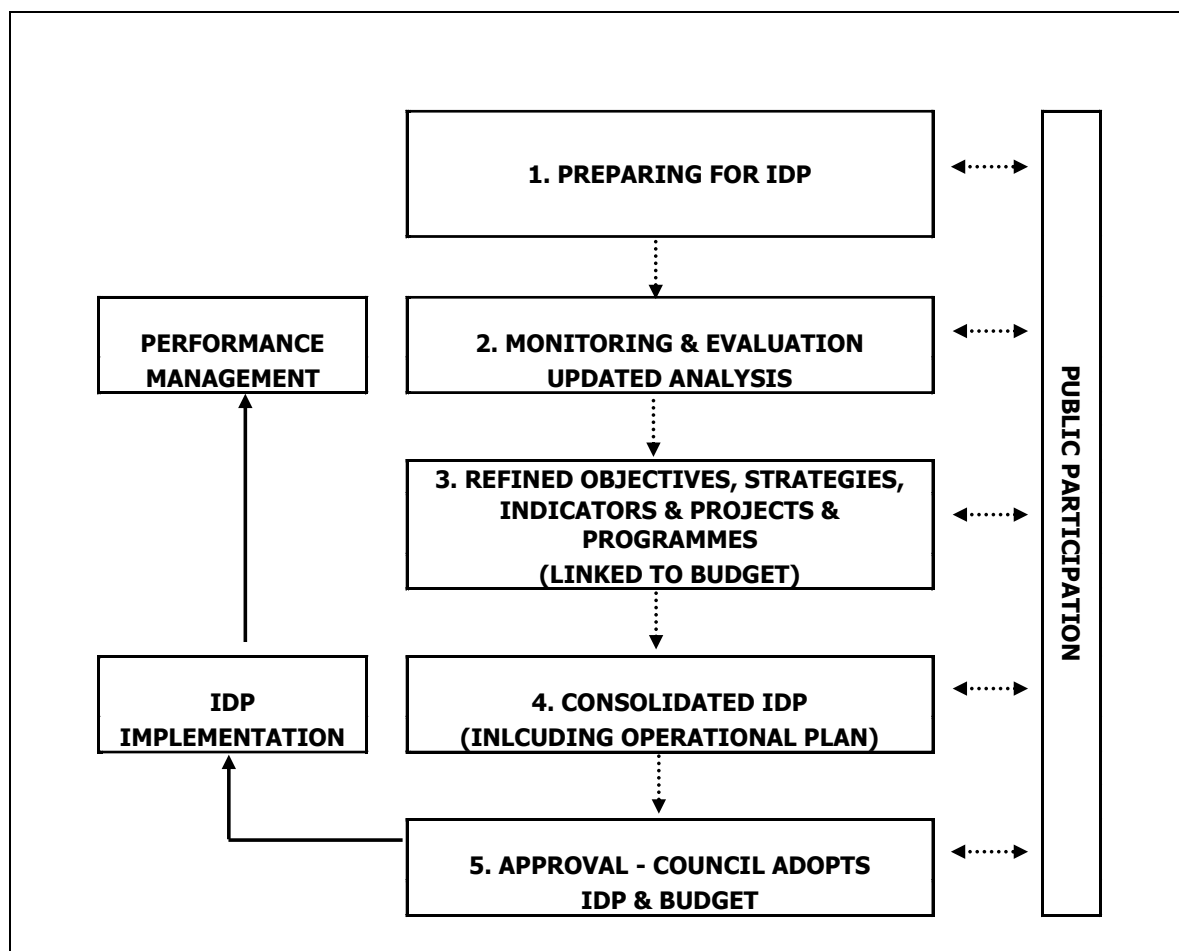 1. PREPARING FOR IDP
PERFORMANCE
MANAGEMENT
2. MONITORING & EVALUATION
UPDATED ANALYSIS
3. REFINED OBJECTIVES, STRATEGIES,
INDICATORS & PROJECTS &
PROGRAMMES
(LINKED TO BUDGET)
IDP
IMPLEMENTATION
4. CONSOLIDATED IDP
(INLCUDING OPERATIONAL PLAN)
5. APPROVAL - COUNCIL ADOPTS
IDP & BUDGET
PUBLIC PARTICIPATION